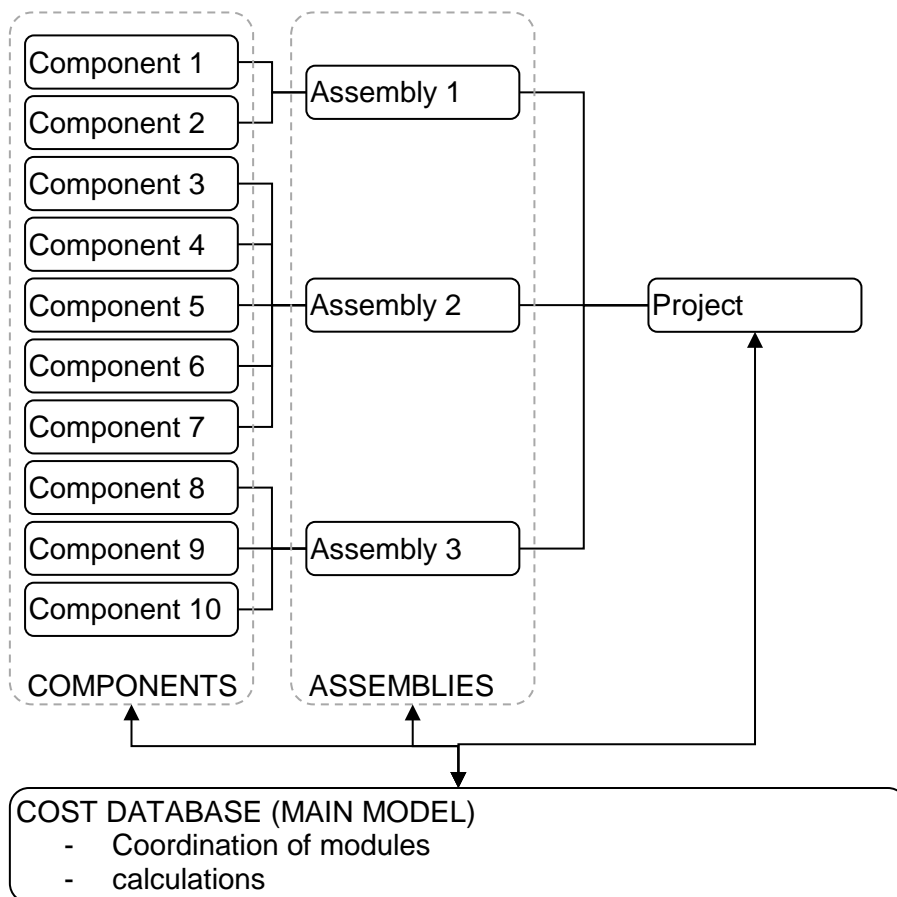 Component 1
Component 2
Component 3
Component 4
Component 5
Component 6
Component 7
Component 8
Component 9
Component 10
COMPONENTS
Assembly 1
Assembly 2
Assembly 3
ASSEMBLIES
Project
COST DATABASE (MAIN MODEL)
- Coordination of modules
- calculations